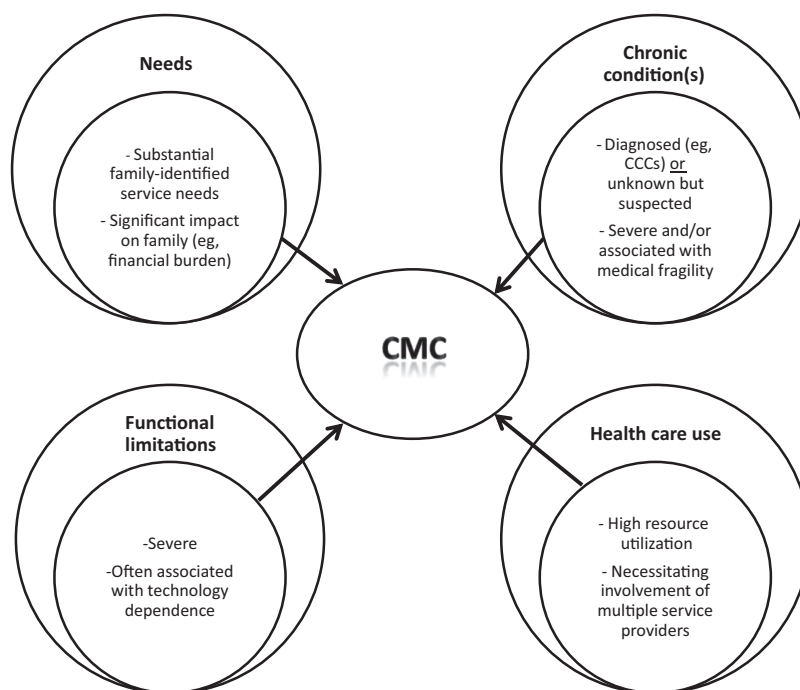 Needs
- Substantial
family-identified
service needs
- Significant impact
on family (eg,
financial burden)
Chronic
condition(s)
- Diagnosed (eg,
CCCs) or
unknown but
suspected
- Severe and/or
associated with
medical fragility
CMC
Functional
limitations
-Severe
-Often associated
with technology
dependence
Health care use
- High resource
utilization
- Necessitating
involvement of
multiple service
providers